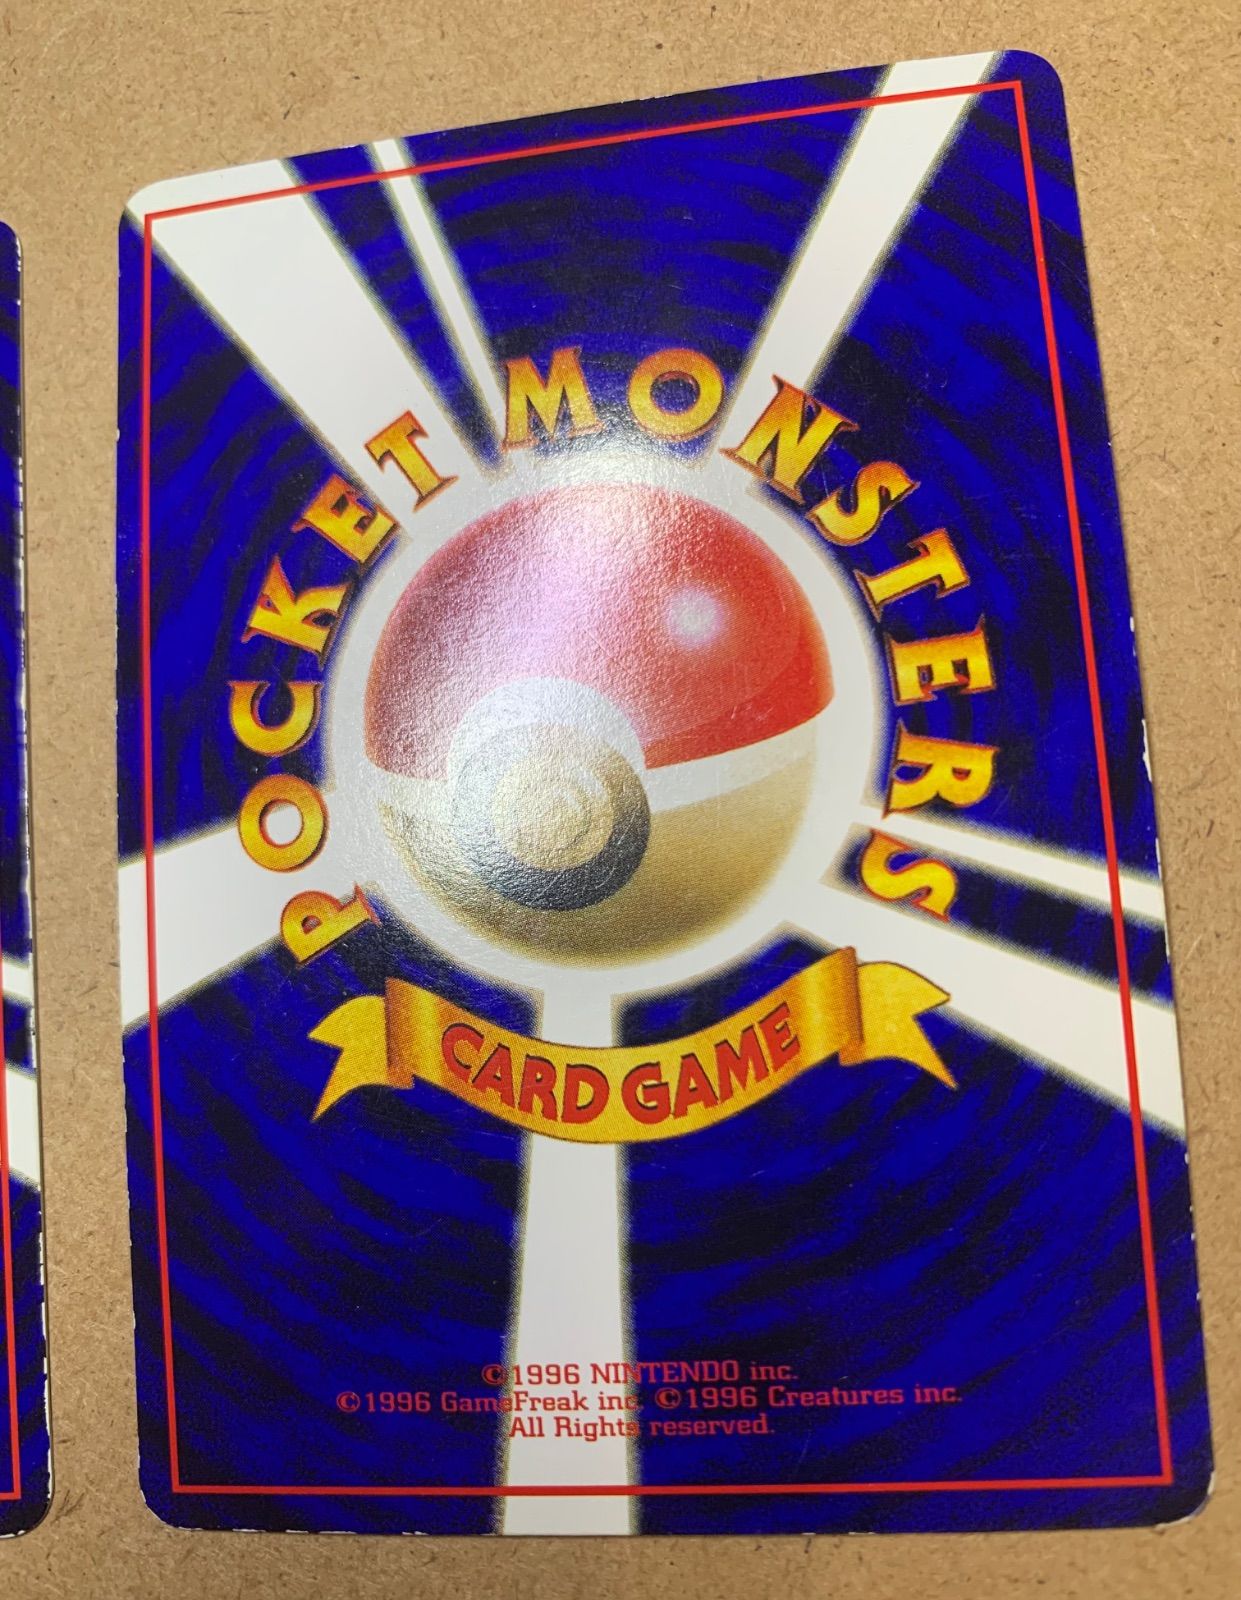 POCKET MONSTERS
CARD GAME
©1996 NINTENDO inc.
©1996 GameFreak inc. ©1996 Creatures inc.
All Rights reserved.